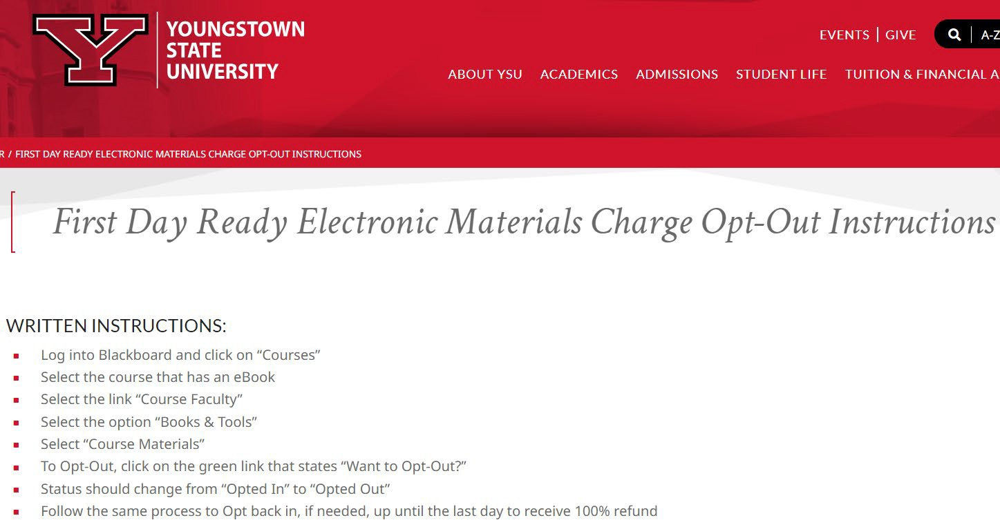 YOUNGSTOWN
STATE
UNIVERSITY
EVENTS GIVE A-Z
ABOUT YSU ACADEMICS ADMISSIONS STUDENT LIFE TUITION & FINANCIAL A
R / FIRST DAY READY ELECTRONIC MATERIALS CHARGE OPT-OUT INSTRUCTIONS
First Day Ready Electronic Materials Charge Opt-Out Instructions
WRITTEN INSTRUCTIONS:
Log into Blackboard and click on “Courses”
Select the course that has an eBook
Select the link “Course Faculty”
Select the option “Books & Tools”
Select “Course Materials”
To Opt-Out, click on the green link that states “Want to Opt-Out?”
Status should change from “Opted In” to “Opted Out”
Follow the same process to Opt back in, if needed, up until the last day to receive 100% refund